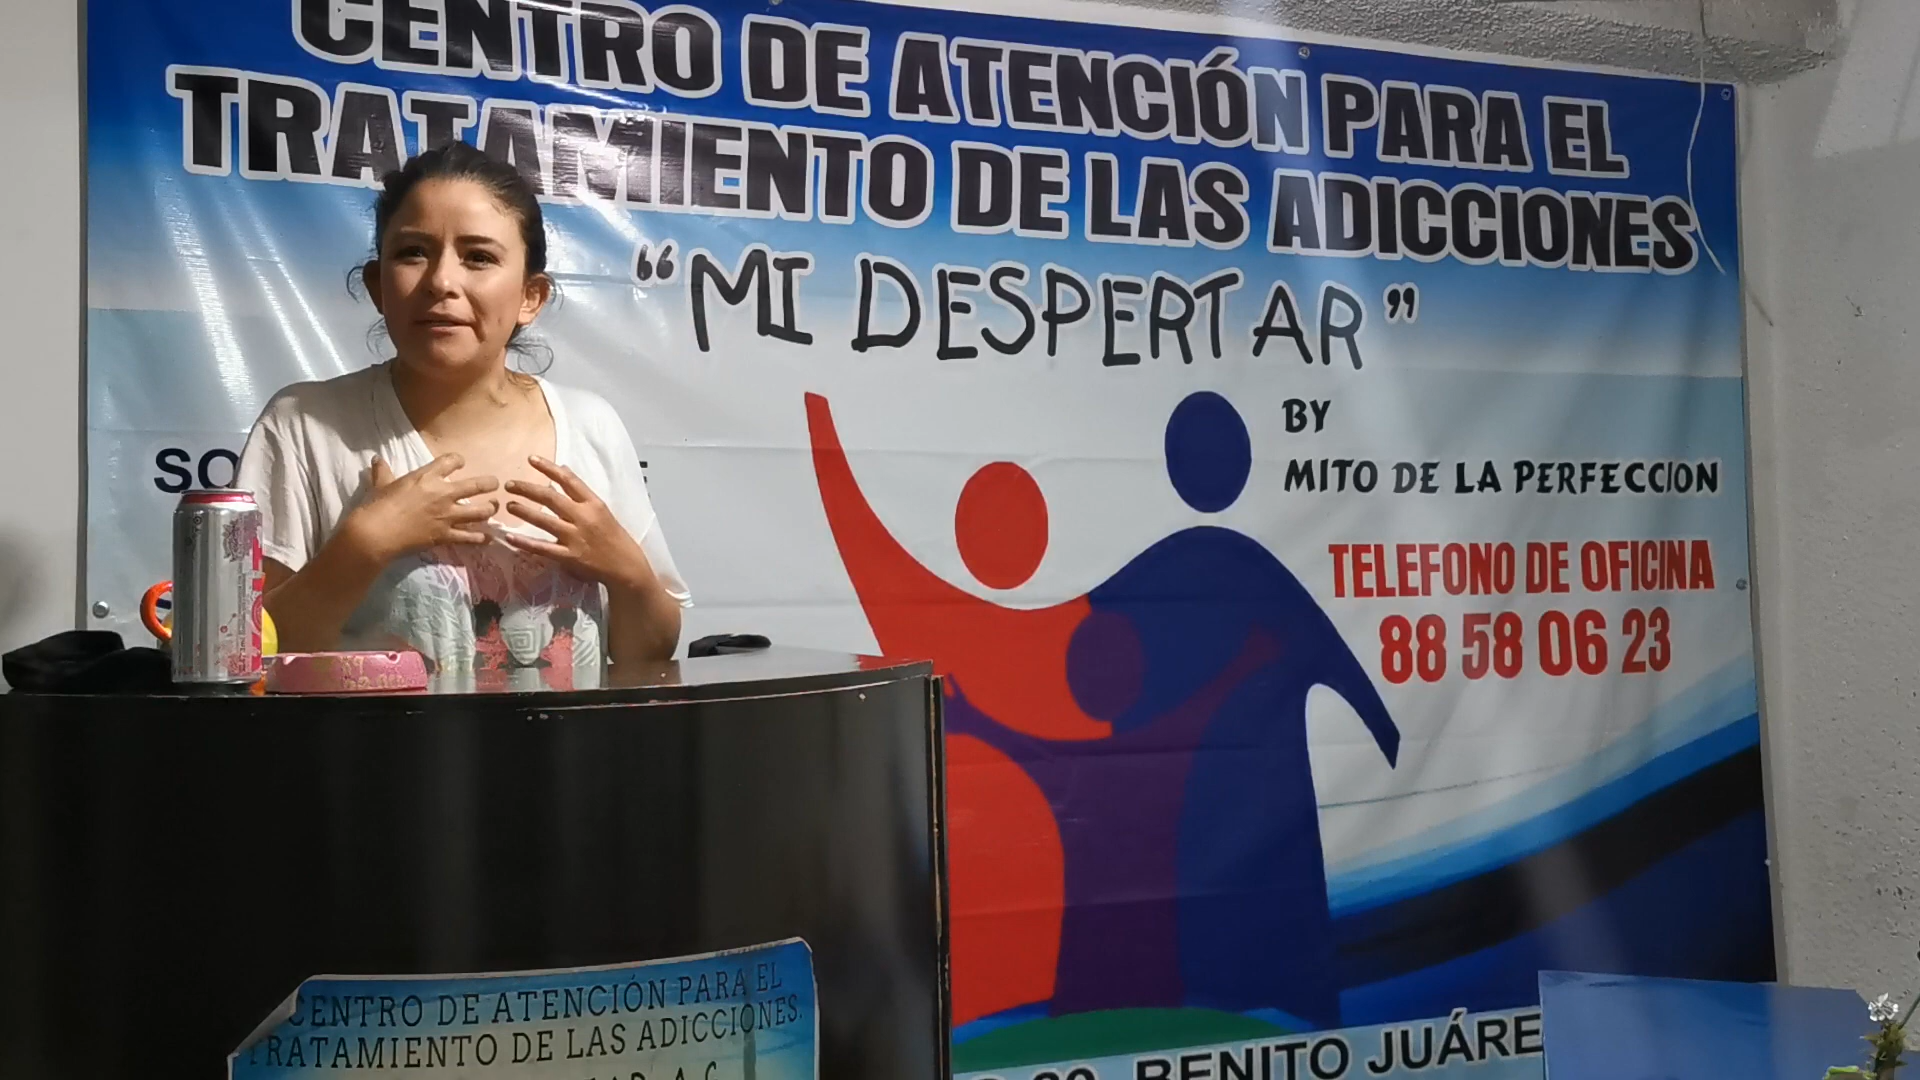 CENTRO DE ATENCIÓN PARA EL
TRATAMIENTO DE LAS ADICCIONES
“MI DESPERTAR”
BY
MITO DE LA PERFECCION
TELEFONO DE OFICINA
88 58 06 23
BENITO JUÁRE
CENTRO DE ATENCIÓN PARA EL
TRATAMIENTO DE LAS ADICCIONES.
A.C.